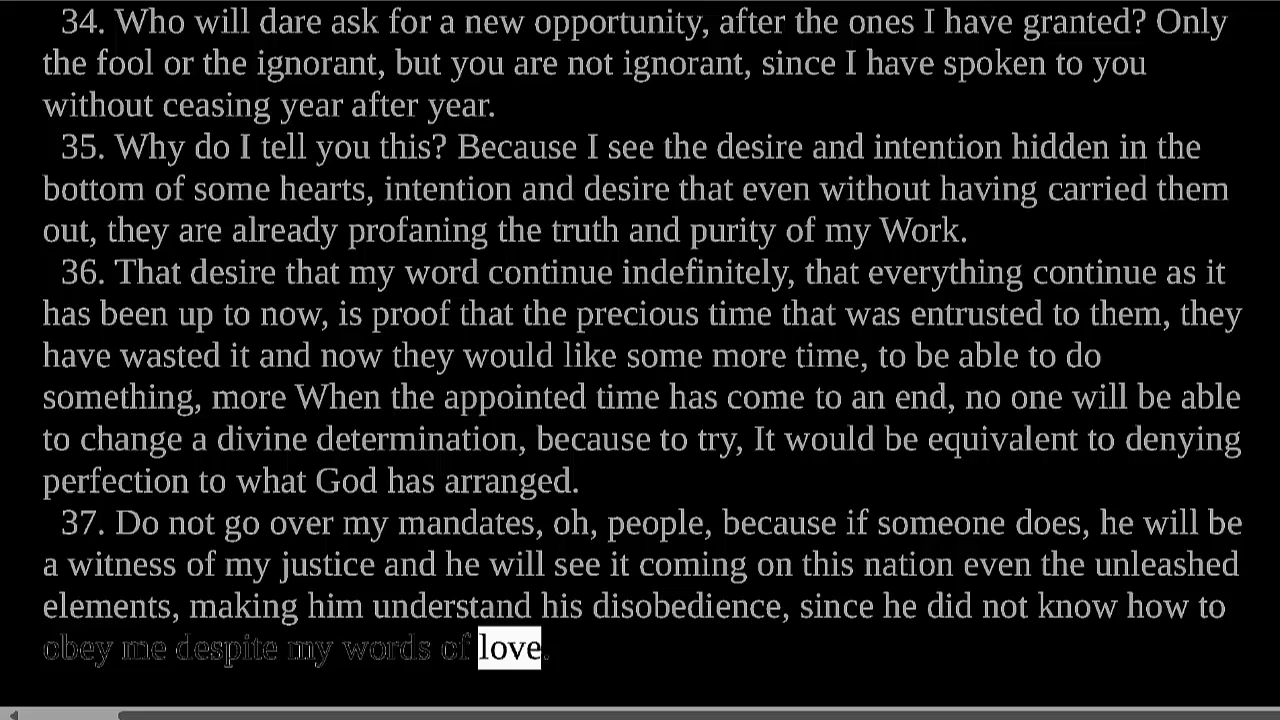 34. Who will dare ask for a new opportunity, after the ones I have granted? Only
the fool or the ignorant, but you are not ignorant, since I have spoken to you
without ceasing year after year.
35. Why do I tell you this? Because I see the desire and intention hidden in the
bottom of some hearts, intention and desire that even without having carried them
out, they are already profaning the truth and purity of my Work.
36. That desire that my word continue indefinitely, that everything continue as it
has been up to now, is proof that the precious time that was entrusted to them, they
have wasted it and now they would like some more time, to be able to do
something, more When the appointed time has come to an end, no one will be able
to change a divine determination, because to try, It would be equivalent to denying
perfection to what God has arranged.
37. Do not go over my mandates, oh, people, because if someone does, he will be
a witness of my justice and he will see it coming on this nation even the unleashed
elements, making him understand his disobedience, since he did not know how to
obey me despite my words of love.